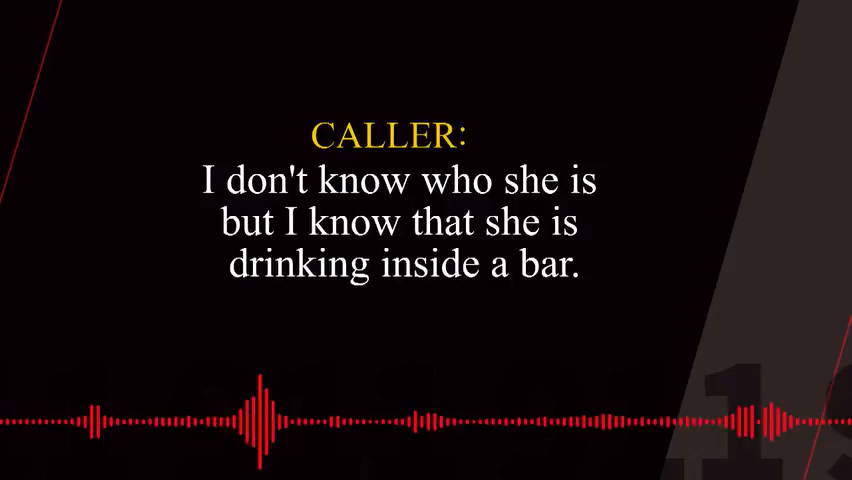 CALLER:
I don't know who she is
but I know that she is
drinking inside a bar.